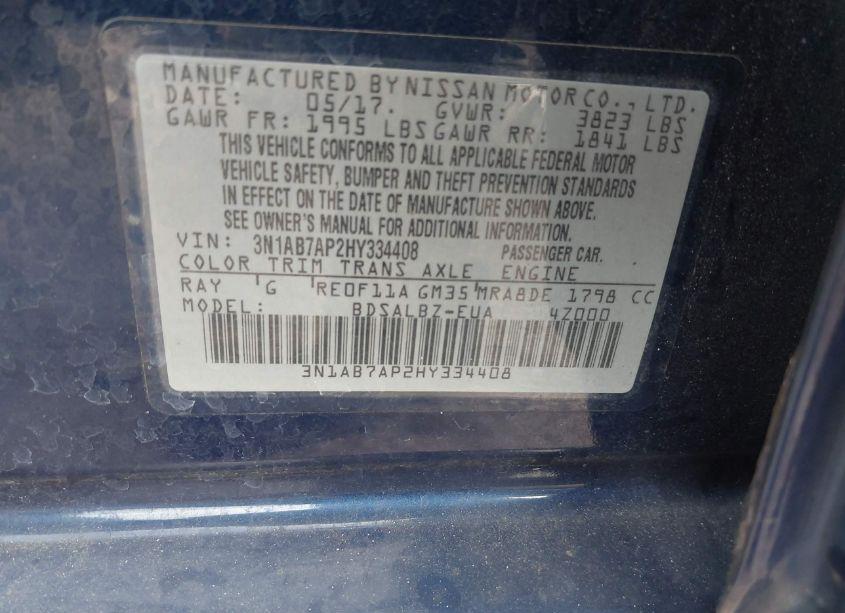 MANUFACTURED BY NISSAN MOTOR CO., LTD.
DATE: 05/17. GVWR: 3823 LBS
GAWR FR: 1995 LBS GAWR RR: 1841 LBS
THIS VEHICLE CONFORMS TO ALL APPLICABLE FEDERAL MOTOR
VEHICLE SAFETY, BUMPER AND THEFT PREVENTION STANDARDS
IN EFFECT ON THE DATE OF MANUFACTURE SHOWN ABOVE.
SEE OWNER'S MANUAL FOR ADDITIONAL INFORMATION.
VIN: 3N1AB7AP2HY334408 PASSENGER CAR.
COLOR TRIM TRANS AXLE ENGINE
RAY G RE0F11A GM35 MRA8DE 1798 CC
MODEL: BDSALBZ-EUA 4Z000
3N1AB7AP2HY334408